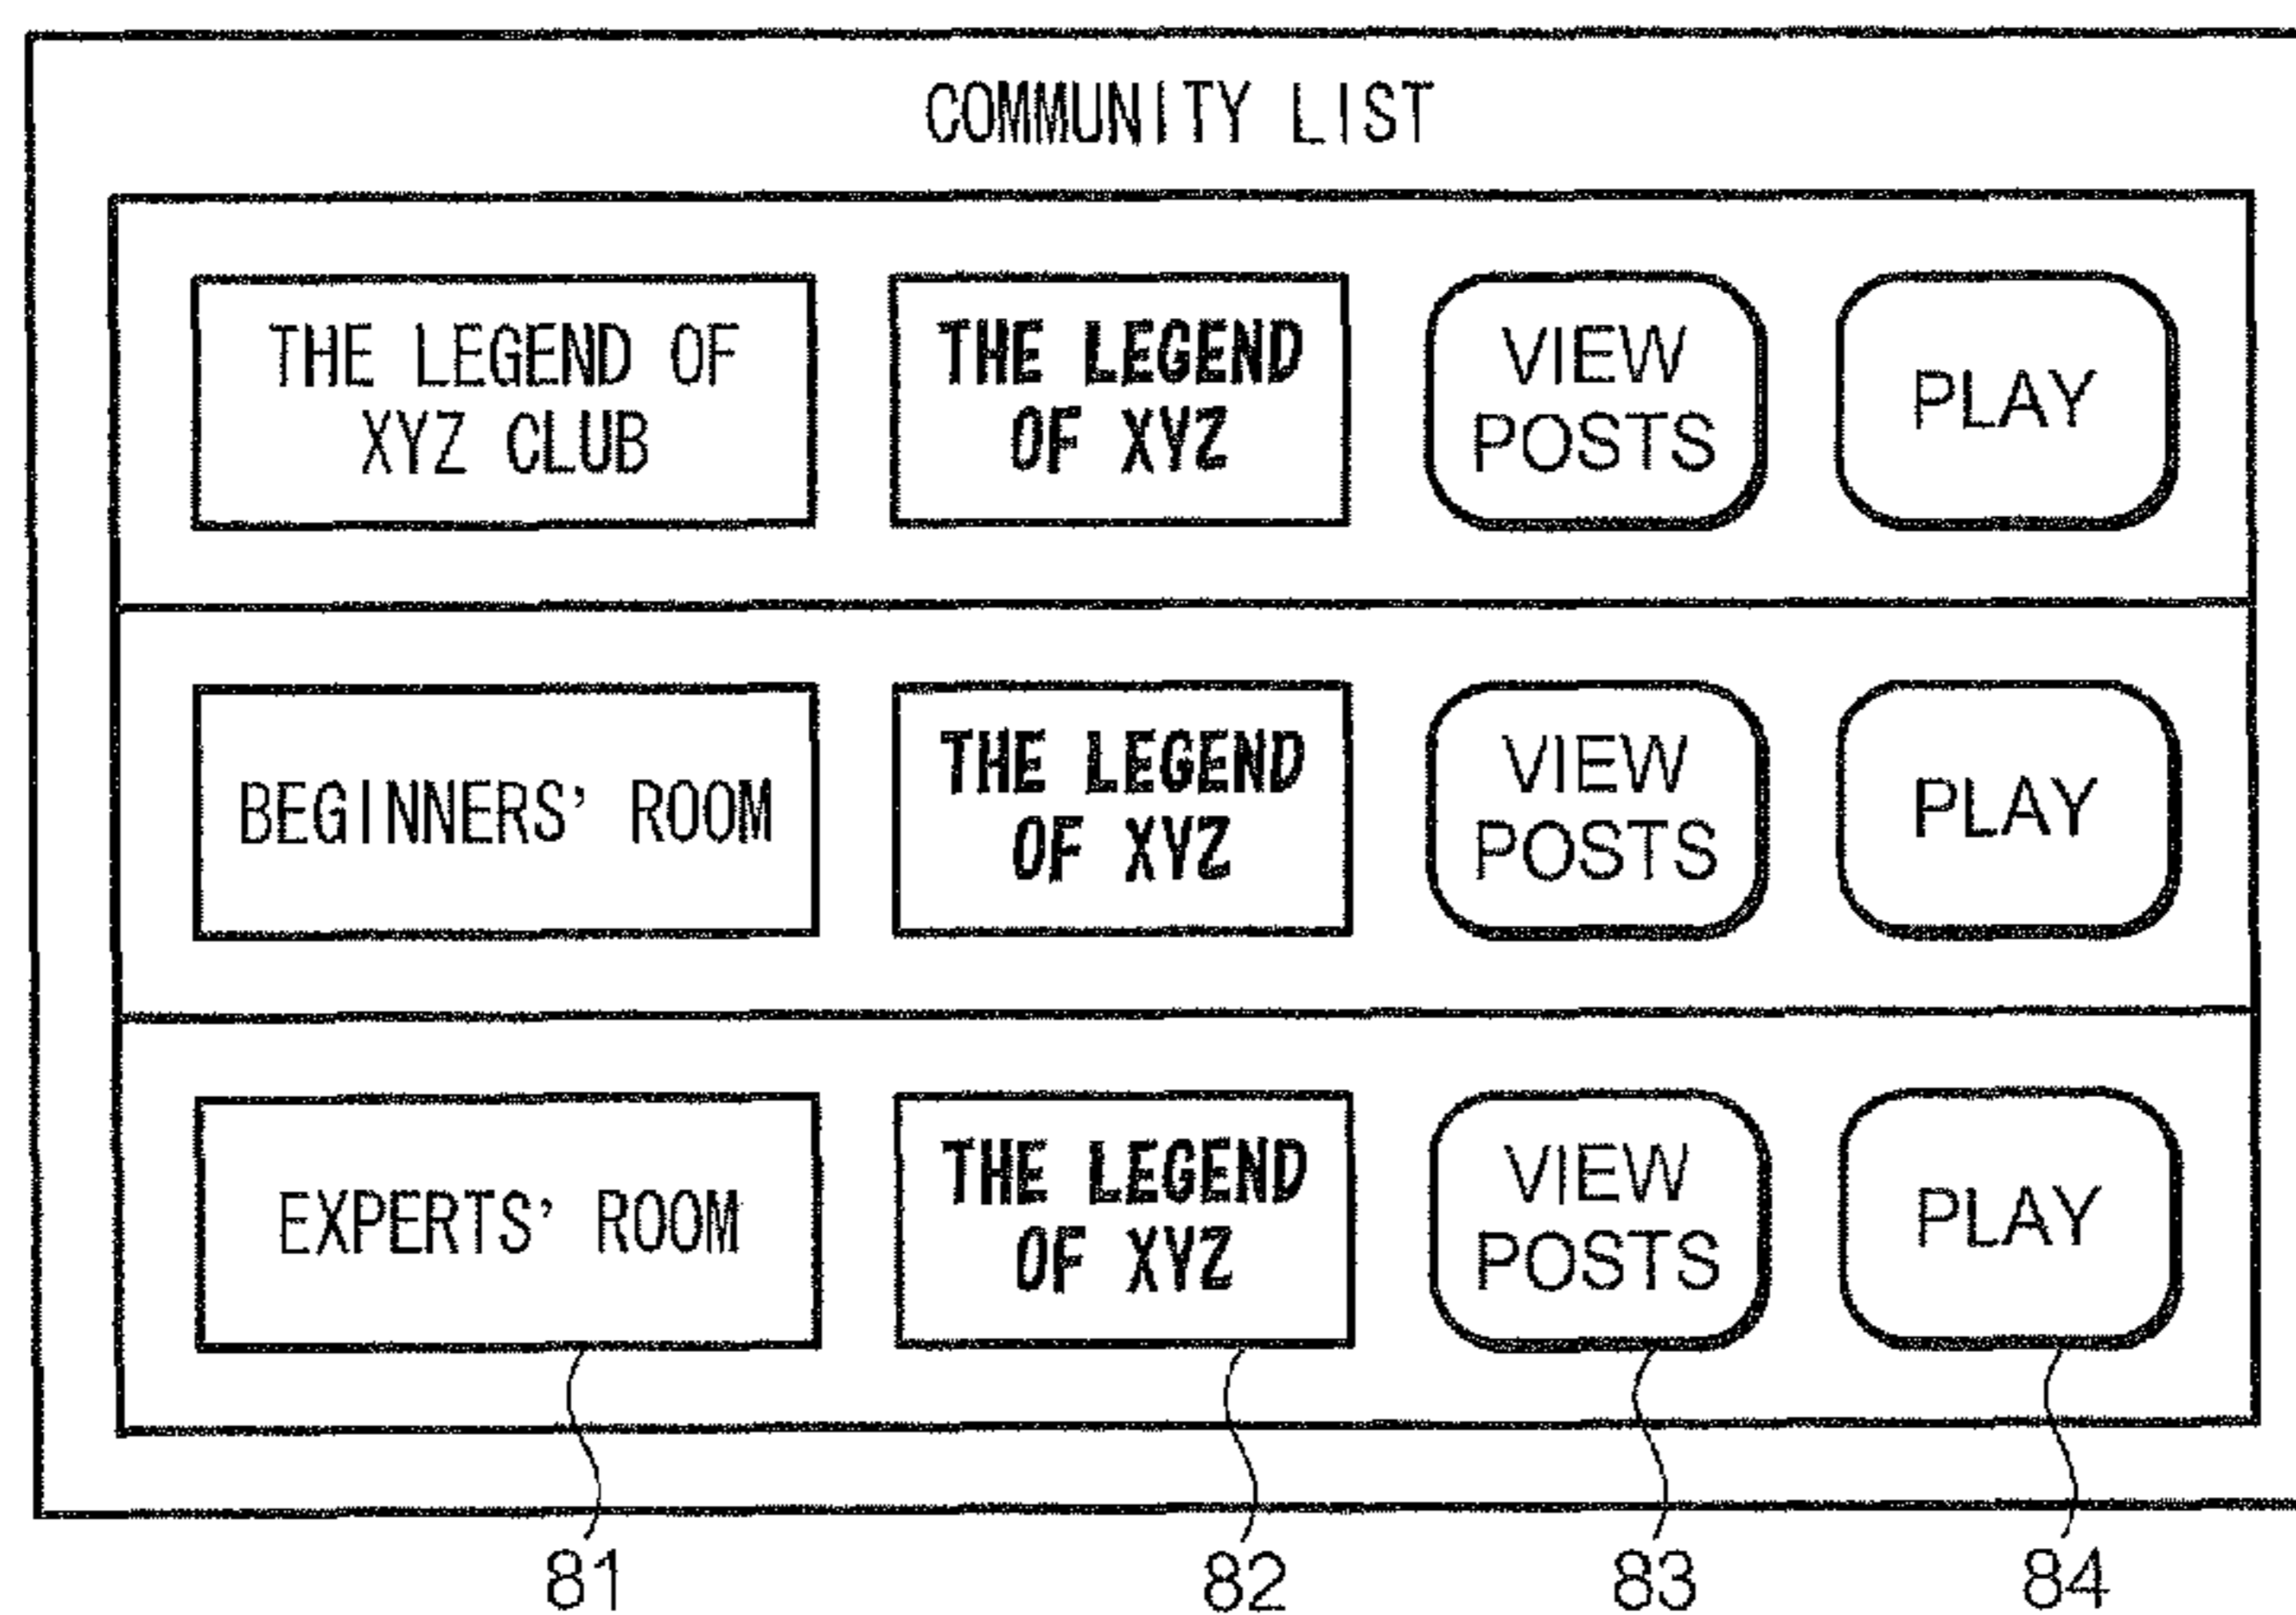 COMMUNITY LIST
THE LEGEND OF
XYZ CLUB
THE LEGEND
OF XYZ
VIEW
POSTS
PLAY
BEGINNERS' ROOM
THE LEGEND
OF XYZ
VIEW
POSTS
PLAY
EXPERTS' ROOM
THE LEGEND
OF XYZ
VIEW
POSTS
PLAY
81
82
83
84